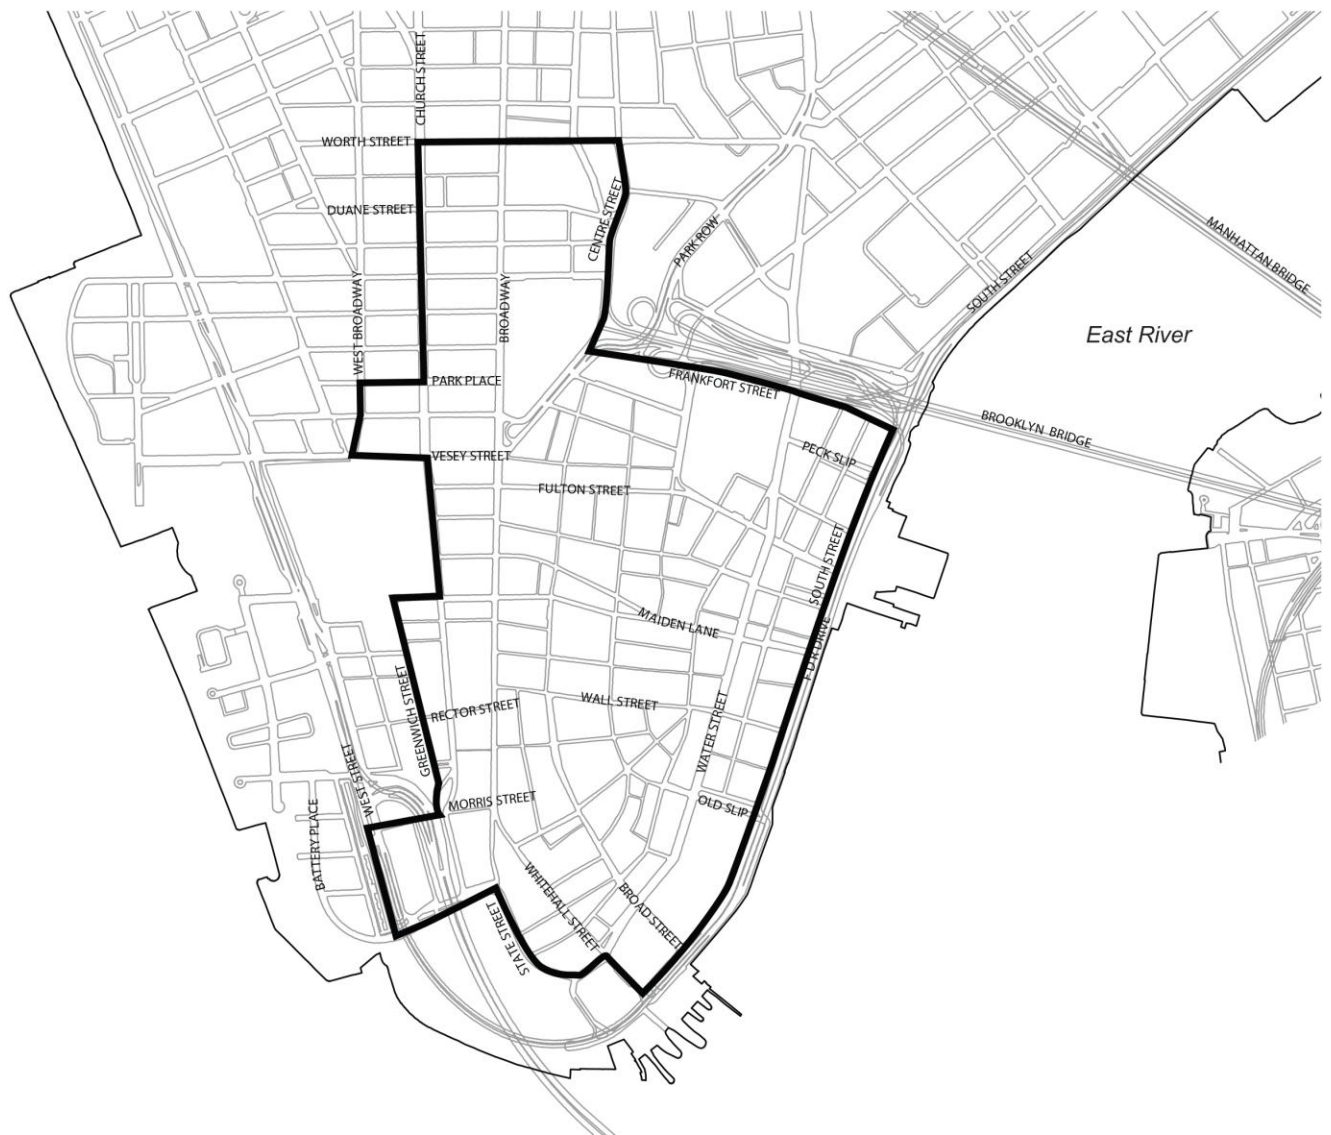 CHURCH STREET
WORTH STREET
DUANE STREET
CENTRE STREET
PARK ROW
MANHATTAN BRIDGE
SOUTH STREET
WEST BROADWAY
BROADWAY
East River
PARK PLACE
FRANKFORT STREET
BROOKLYN BRIDGE
VESEY STREET
PECK SLIP
FULTON STREET
SOUTH STREET
MAIDEN LANE
F D R DRIVE
GREENWICH STREET
RECTOR STREET
WALL STREET
WATER STREET
WEST STREET
MORRIS STREET
OLD SLIP
BATTERY PLACE
WHITEHALL STREET
BROAD STREET
STATE STREET